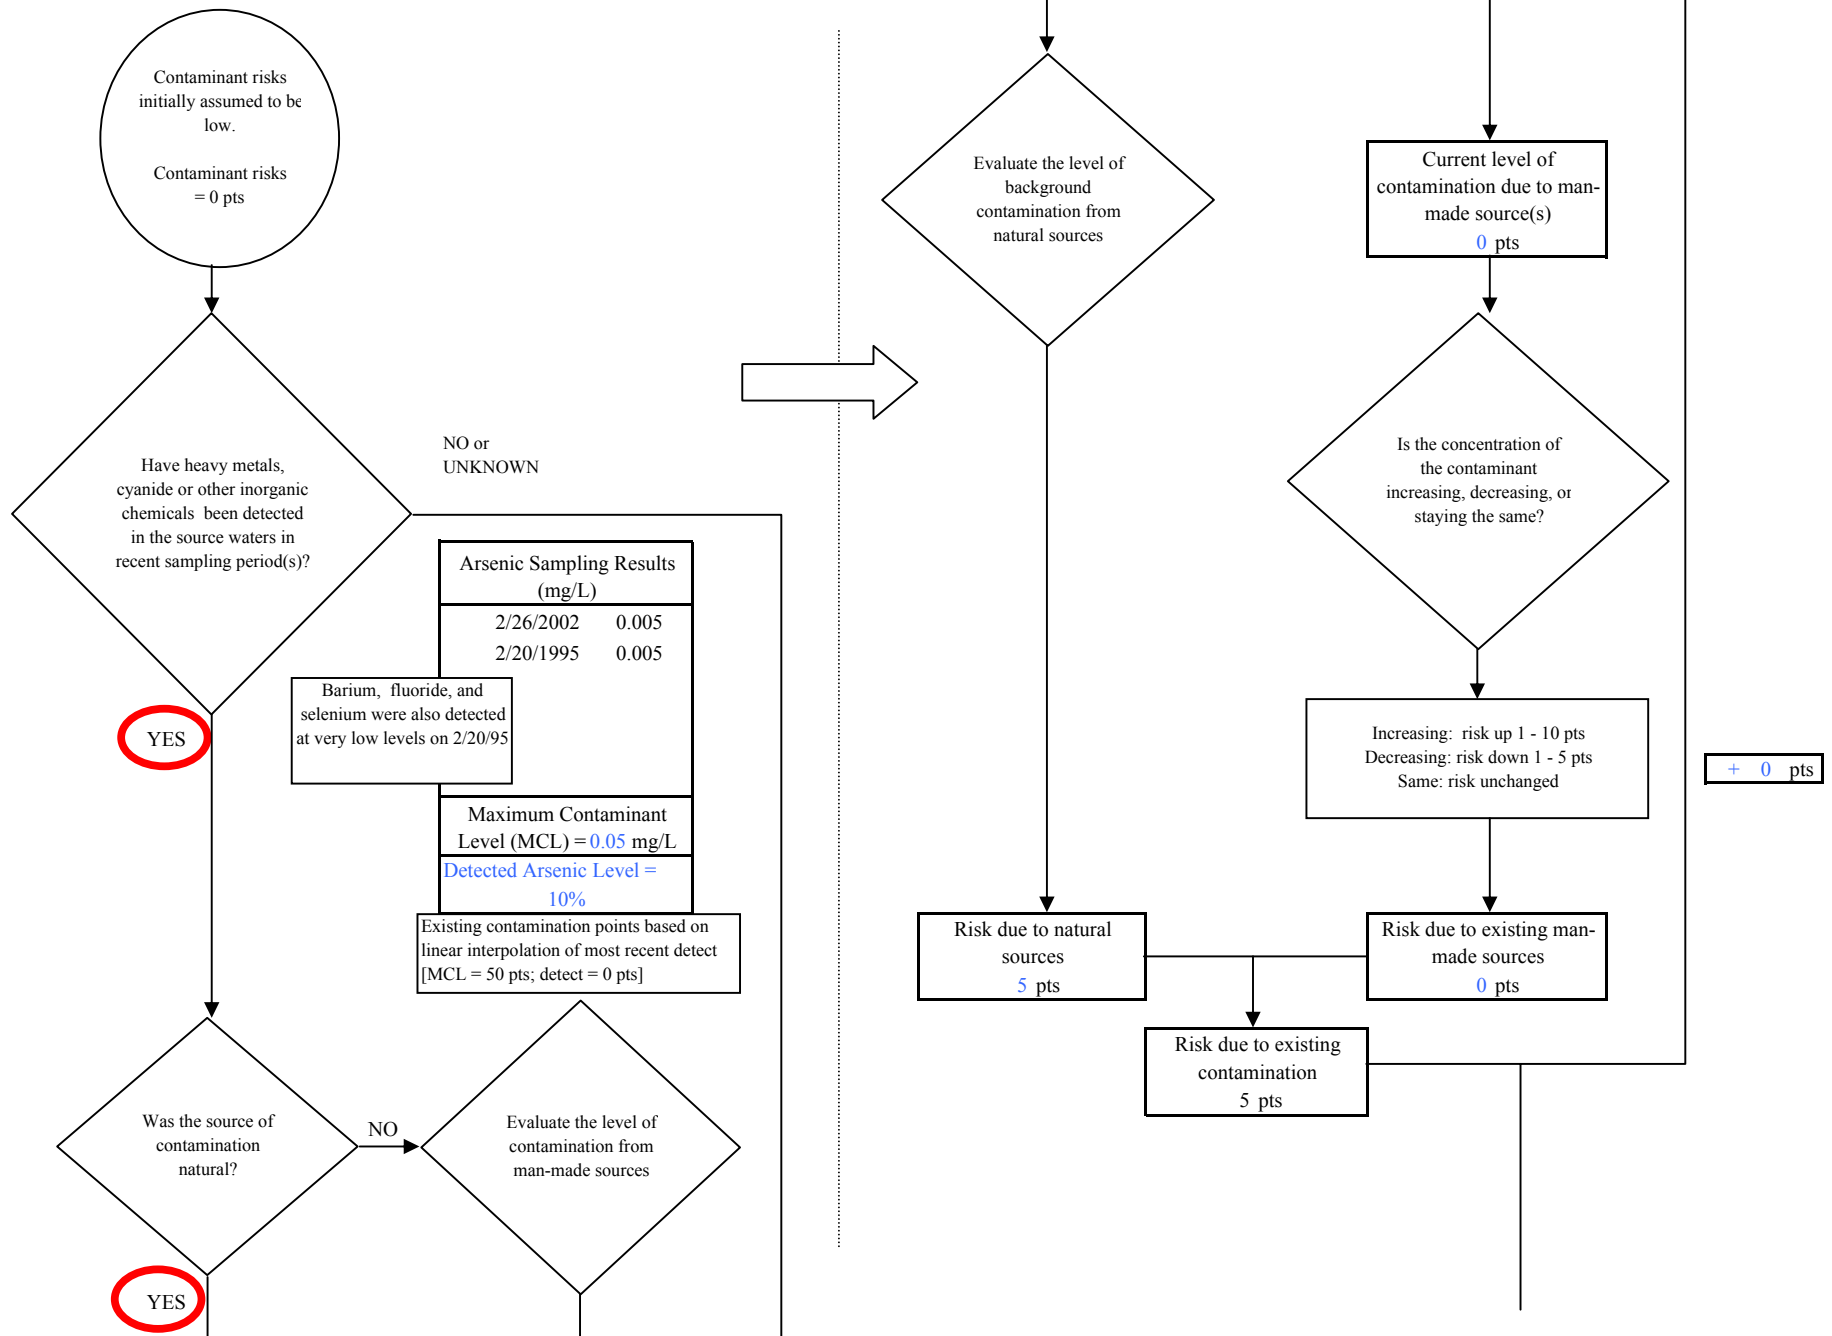 Contaminant risks
initially assumed to be
low.
Contaminant risks
= 0 pts
Have heavy metals,
cyanide or other inorganic
chemicals been detected
in the source waters in
recent sampling period(s)?
NO or
UNKNOWN
YES
Arsenic Sampling Results
(mg/L)
2/26/2002 0.005
2/20/1995 0.005
Barium, fluoride, and
selenium were also detected
at very low levels on 2/20/95
Maximum Contaminant
Level (MCL) = 0.05 mg/L
Detected Arsenic Level =
10%
Existing contamination points based on
linear interpolation of most recent detect
[MCL = 50 pts; detect = 0 pts]
Was the source of
contamination
natural?
NO
Evaluate the level of
contamination from
man-made sources
YES
Evaluate the level of
background
contamination from
natural sources
Current level of
contamination due to man-
made source(s)
0 pts
Is the concentration of
the contaminant
increasing, decreasing, or
staying the same?
Increasing: risk up 1 - 10 pts
Decreasing: risk down 1 - 5 pts
Same: risk unchanged
+ 0 pts
Risk due to natural
sources
5 pts
Risk due to existing man-
made sources
0 pts
Risk due to existing
contamination
5 pts